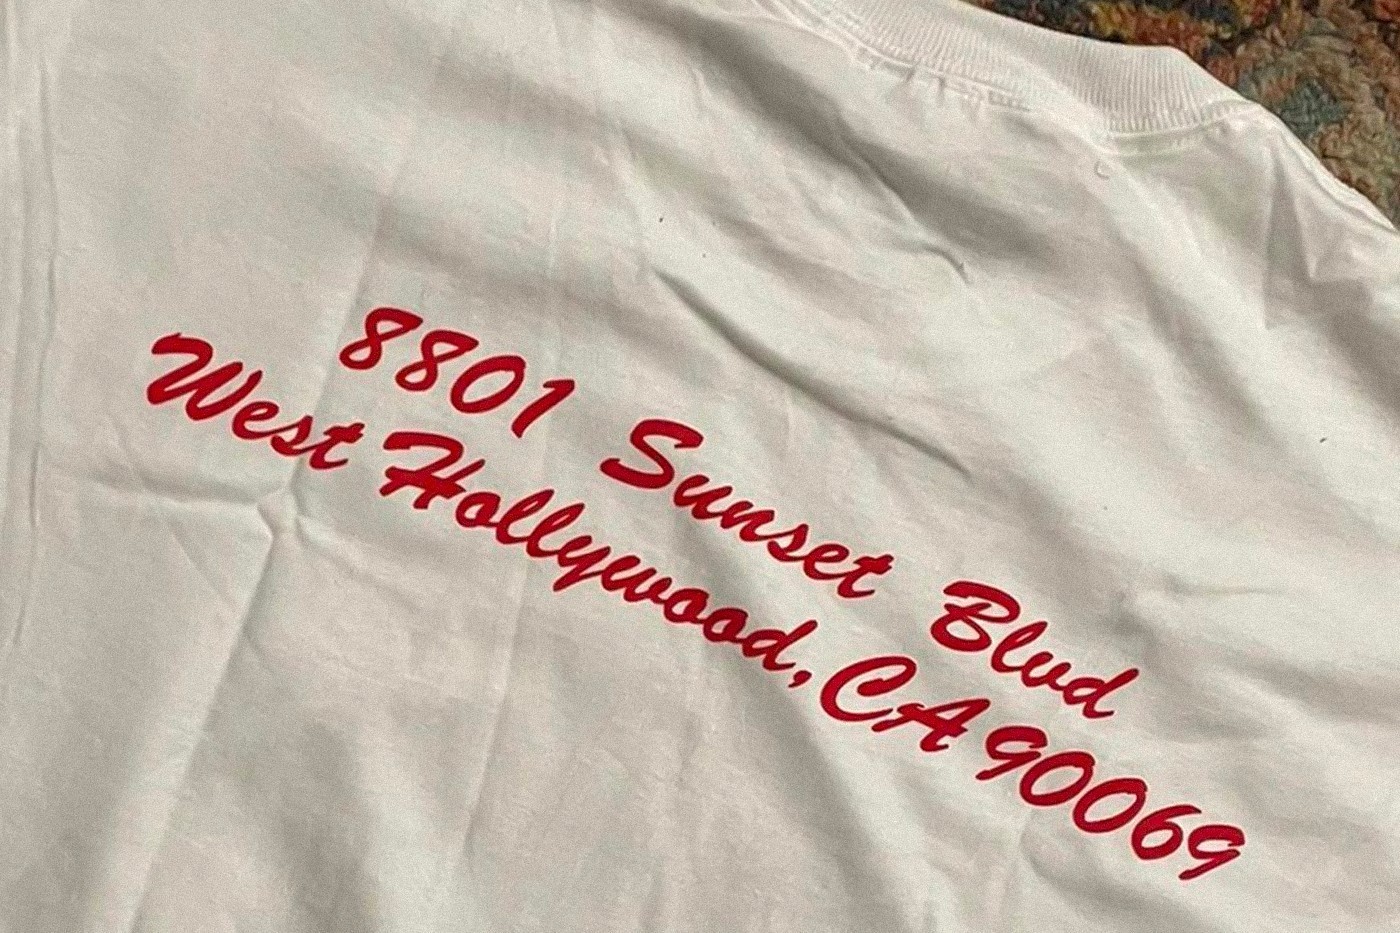 8801 Sunset Blvd
West Hollywood, CA 90069